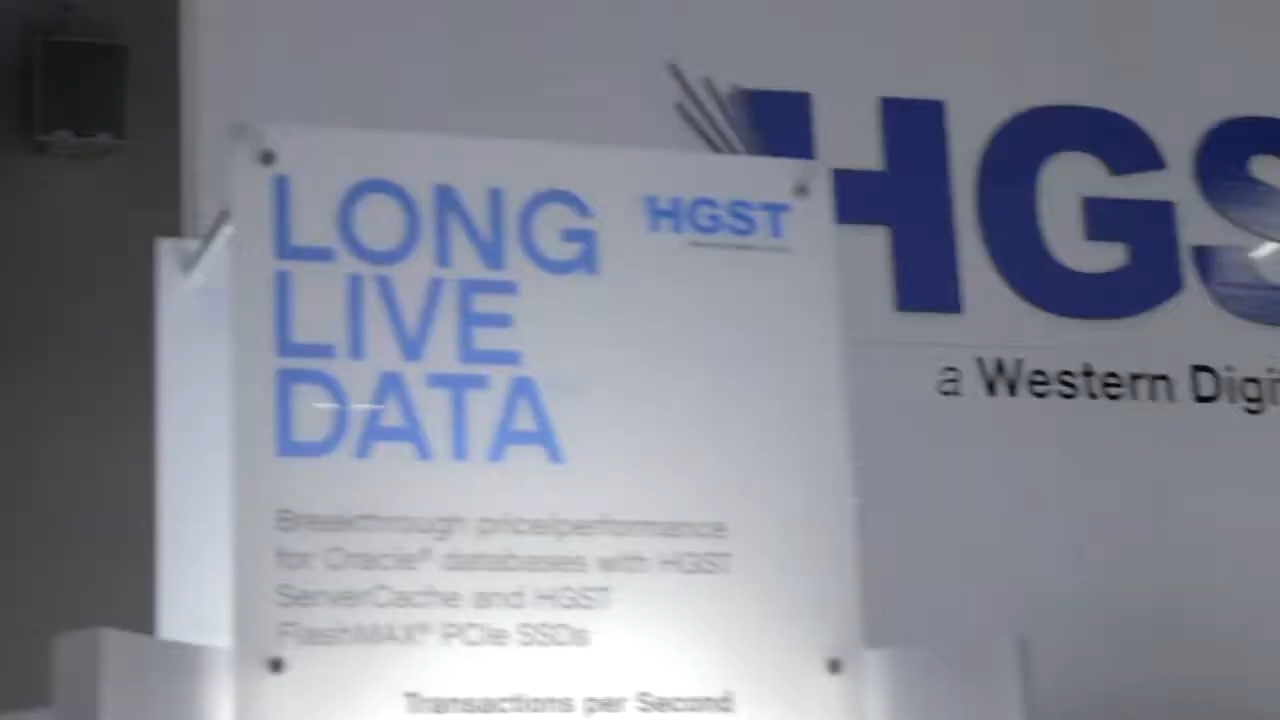 LONG
LIVE
DATA
HGST
Breakthrough price/performance
for Oracle® databases with HGST
ServerCache and HGST
FlashMAX® PCIe SSDs
Transactions per Second
HGS
a Western Digi